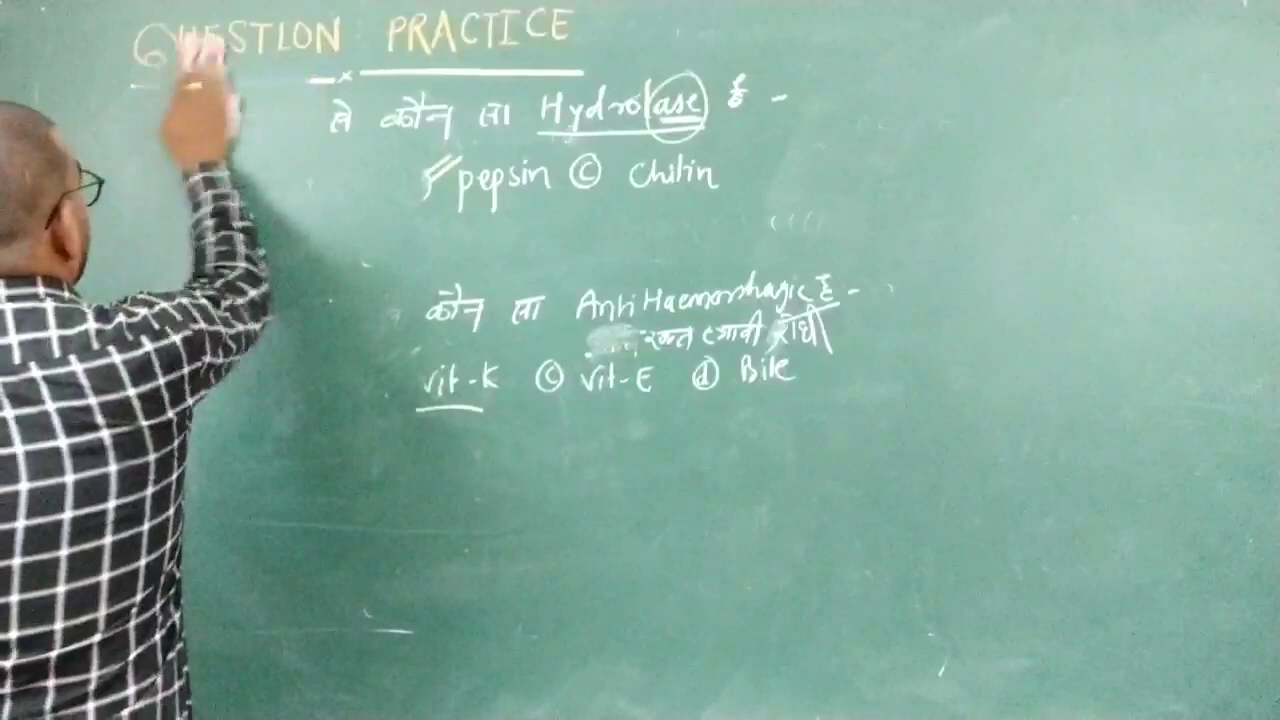 QUESTION PRACTICE
से कौन सा Hydrolase है -
pepsin © Chitin
कौन सा Anti Haemorrhagic है -
रक्त स्त्रावी रोधी
vit-K © vit-E ⓓ Bile